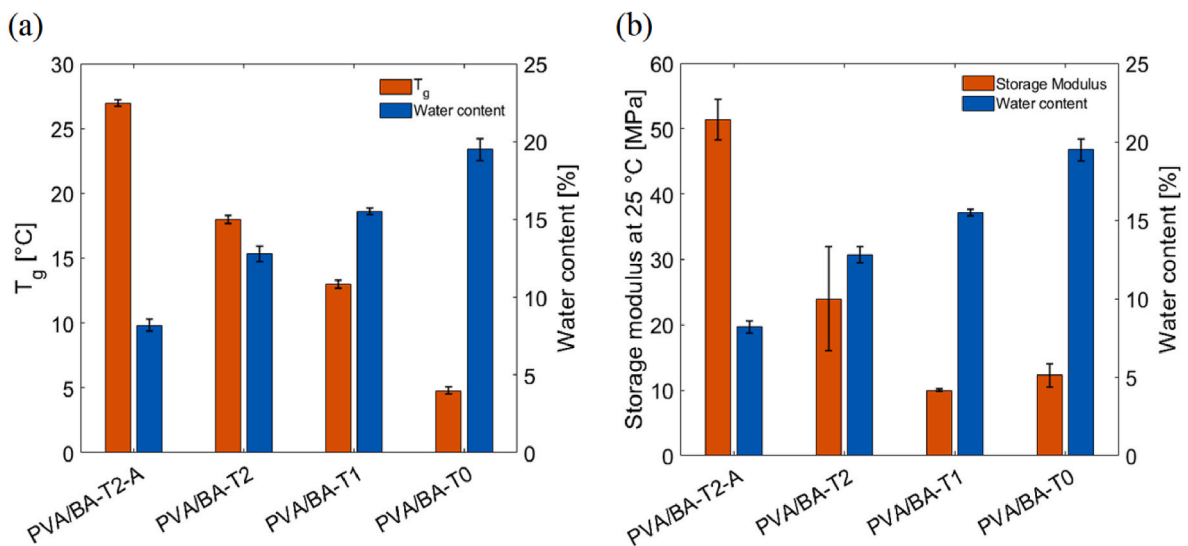 (a)
30
25
20
15
10
5
0
T_g [°C]
T_g
Water content
25
20
15
10
5
0
Water content [%]
PVA/BA-T2-A
PVA/BA-T2
PVA/BA-T1
PVA/BA-T0
(b)
60
50
40
30
20
10
0
Storage modulus at 25 °C [MPa]
Storage Modulus
Water content
25
20
15
10
5
0
Water content [%]
PVA/BA-T2-A
PVA/BA-T2
PVA/BA-T1
PVA/BA-T0